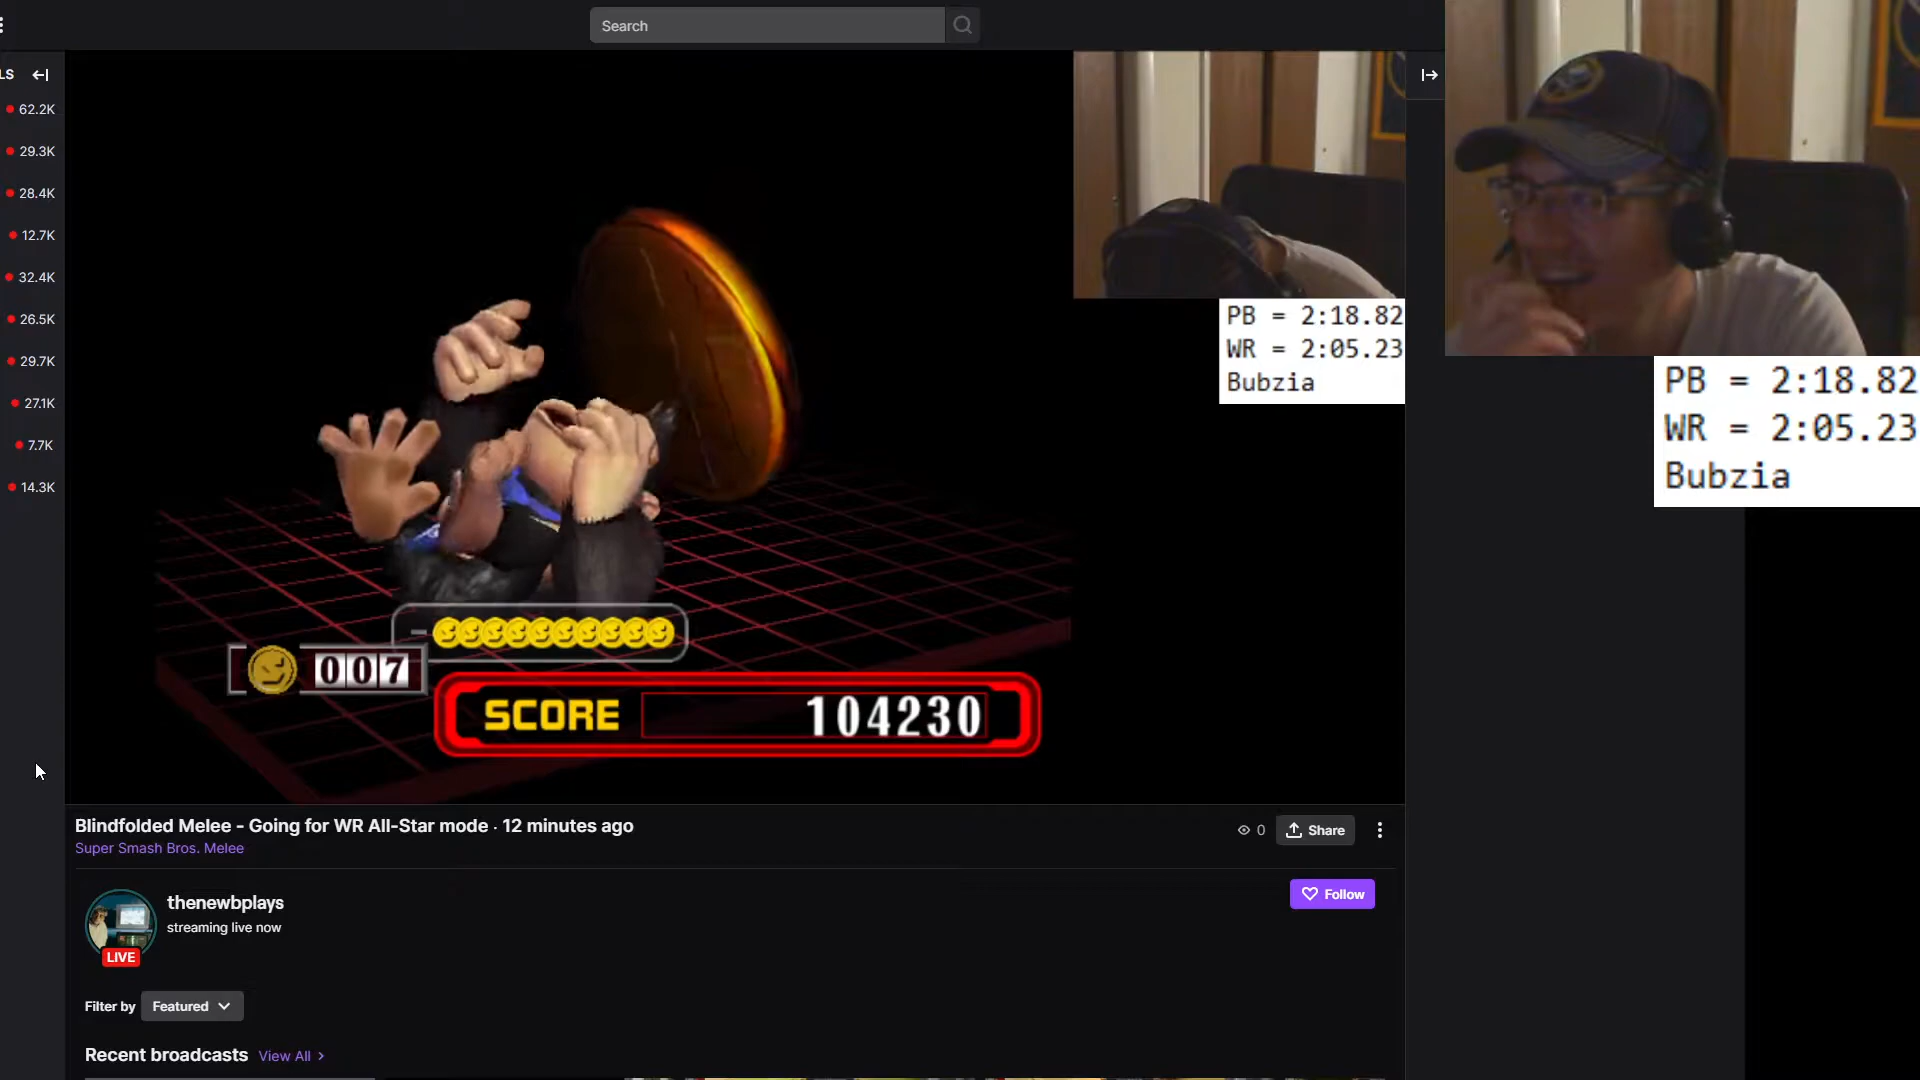 Search
LS
62.2K
29.3K
28.4K
12.7K
32.4K
26.5K
29.7K
27.1K
7.7K
14.3K
PB = 2:18.82
WR = 2:05.23
Bubzia
PB = 2:18.82
WR = 2:05.23
Bubzia
007
SCORE 104230
Blindfolded Melee - Going for WR All-Star mode · 12 minutes ago
Super Smash Bros. Melee
0
Share
thenewbplays
streaming live now
LIVE
Follow
Filter by Featured
Recent broadcasts View All